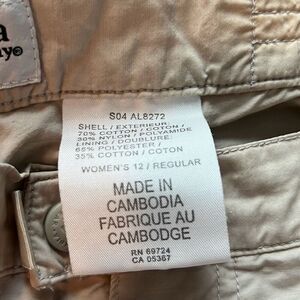 a
ny®
S04 AL8272
SHELL / EXTERIEUR:
70% COTTON / COTON /
30% NYLON / POLYAMIDE
LINING / DOUBLURE:
65% POLYESTER /
35% COTTON / COTON
WOMEN'S 12 / REGULAR
MADE IN
CAMBODIA
FABRIQUE AU
CAMBODGE
RN 69724
CA 05367